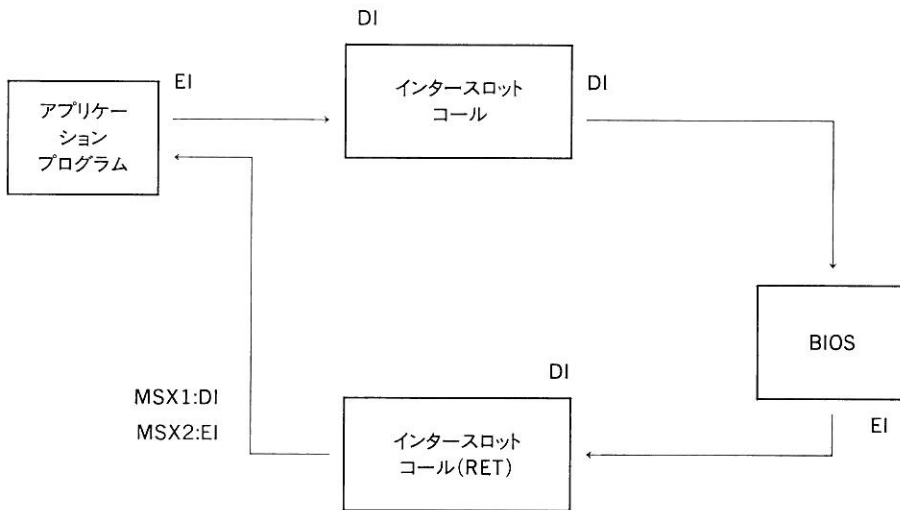 DI
EI
アプリケー
ション
プログラム
インタースロット
コール
DI
BIOS
EI
DI
インタースロット
コール(RET)
MSX1:DI
MSX2:EI